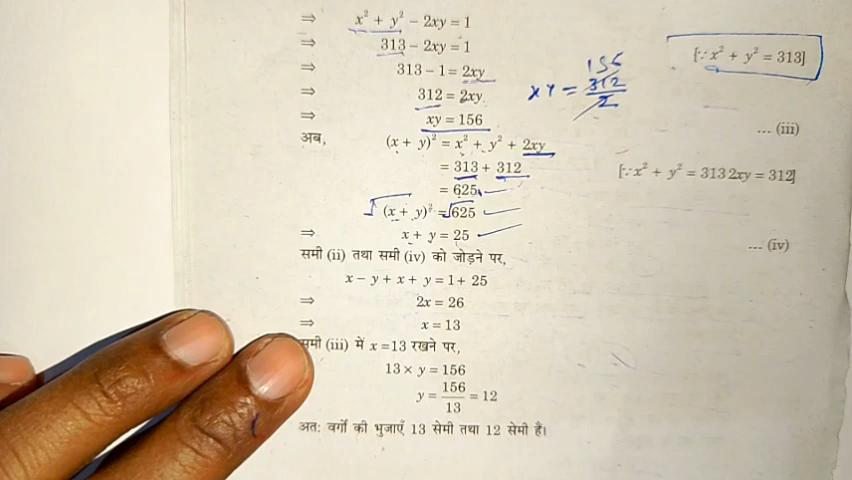 ⇒ x² + y² − 2xy = 1
⇒ 313 − 2xy = 1 [∵ x² + y² = 313]
⇒ 313 − 1 = 2xy
⇒ 312 = 2xy
xy = 312/2 156
⇒ xy = 156 ... (iii)
अब, (x + y)² = x² + y² + 2xy
= 313 + 312 [∵ x² + y² = 313 2xy = 312]
= 625
√(x + y)² = √625
⇒ x + y = 25 ... (iv)
समी (ii) तथा समी (iv) को जोड़ने पर,
x − y + x + y = 1 + 25
⇒ 2x = 26
⇒ x = 13
समी (iii) में x = 13 रखने पर,
13 × y = 156
y = 156/13 = 12
अत: वर्गों की भुजाएँ 13 सेमी तथा 12 सेमी हैं।